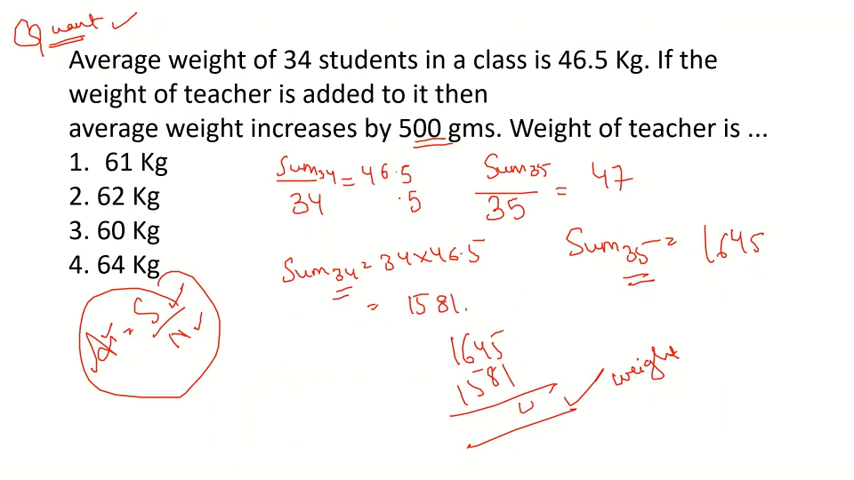 Quant ✓
Average weight of 34 students in a class is 46.5 Kg. If the
weight of teacher is added to it then
average weight increases by 500 gms. Weight of teacher is ...
1. 61 Kg
2. 62 Kg
3. 60 Kg
4. 64 Kg
Sum34/34 = 46.5
.5
Sum35/35 = 47
Sum34 = 34×46.5
= 1581.
Sum35 = 1645
A = S/N
1645
1581
weight